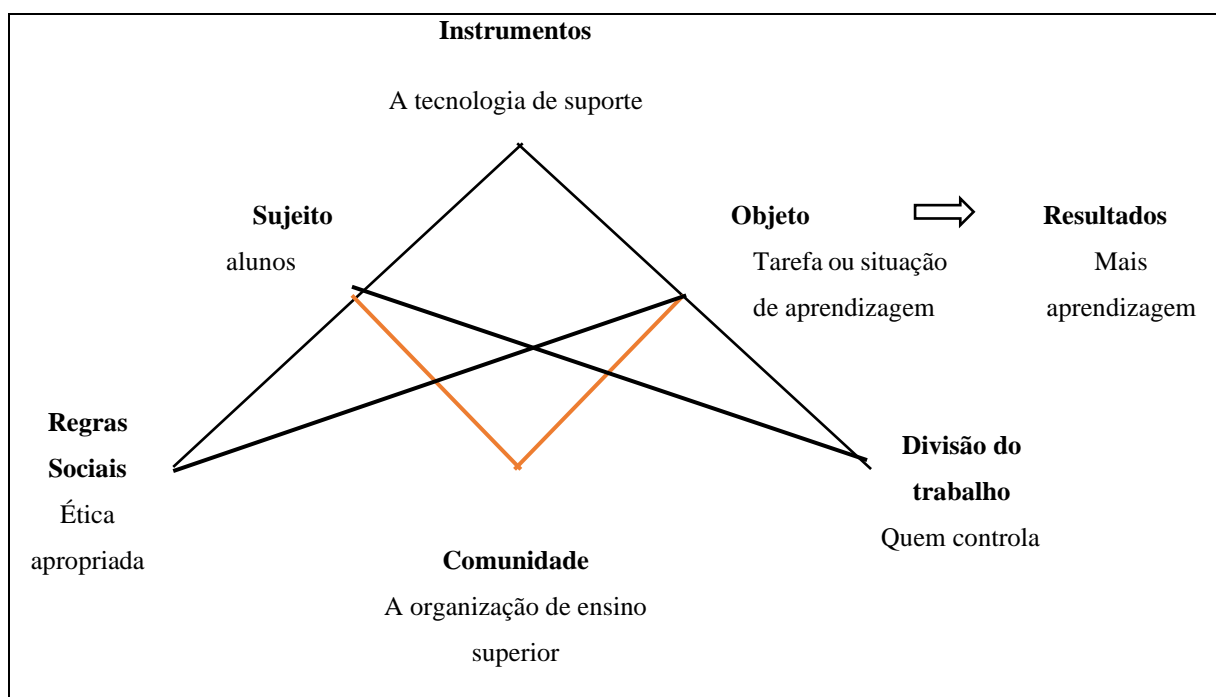 Instrumentos
A tecnologia de suporte
Sujeito
alunos
Objeto
Tarefa ou situação
de aprendizagem
Resultados
Mais
aprendizagem
Regras
Sociais
Ética
apropriada
Divisão do
trabalho
Quem controla
Comunidade
A organização de ensino
superior